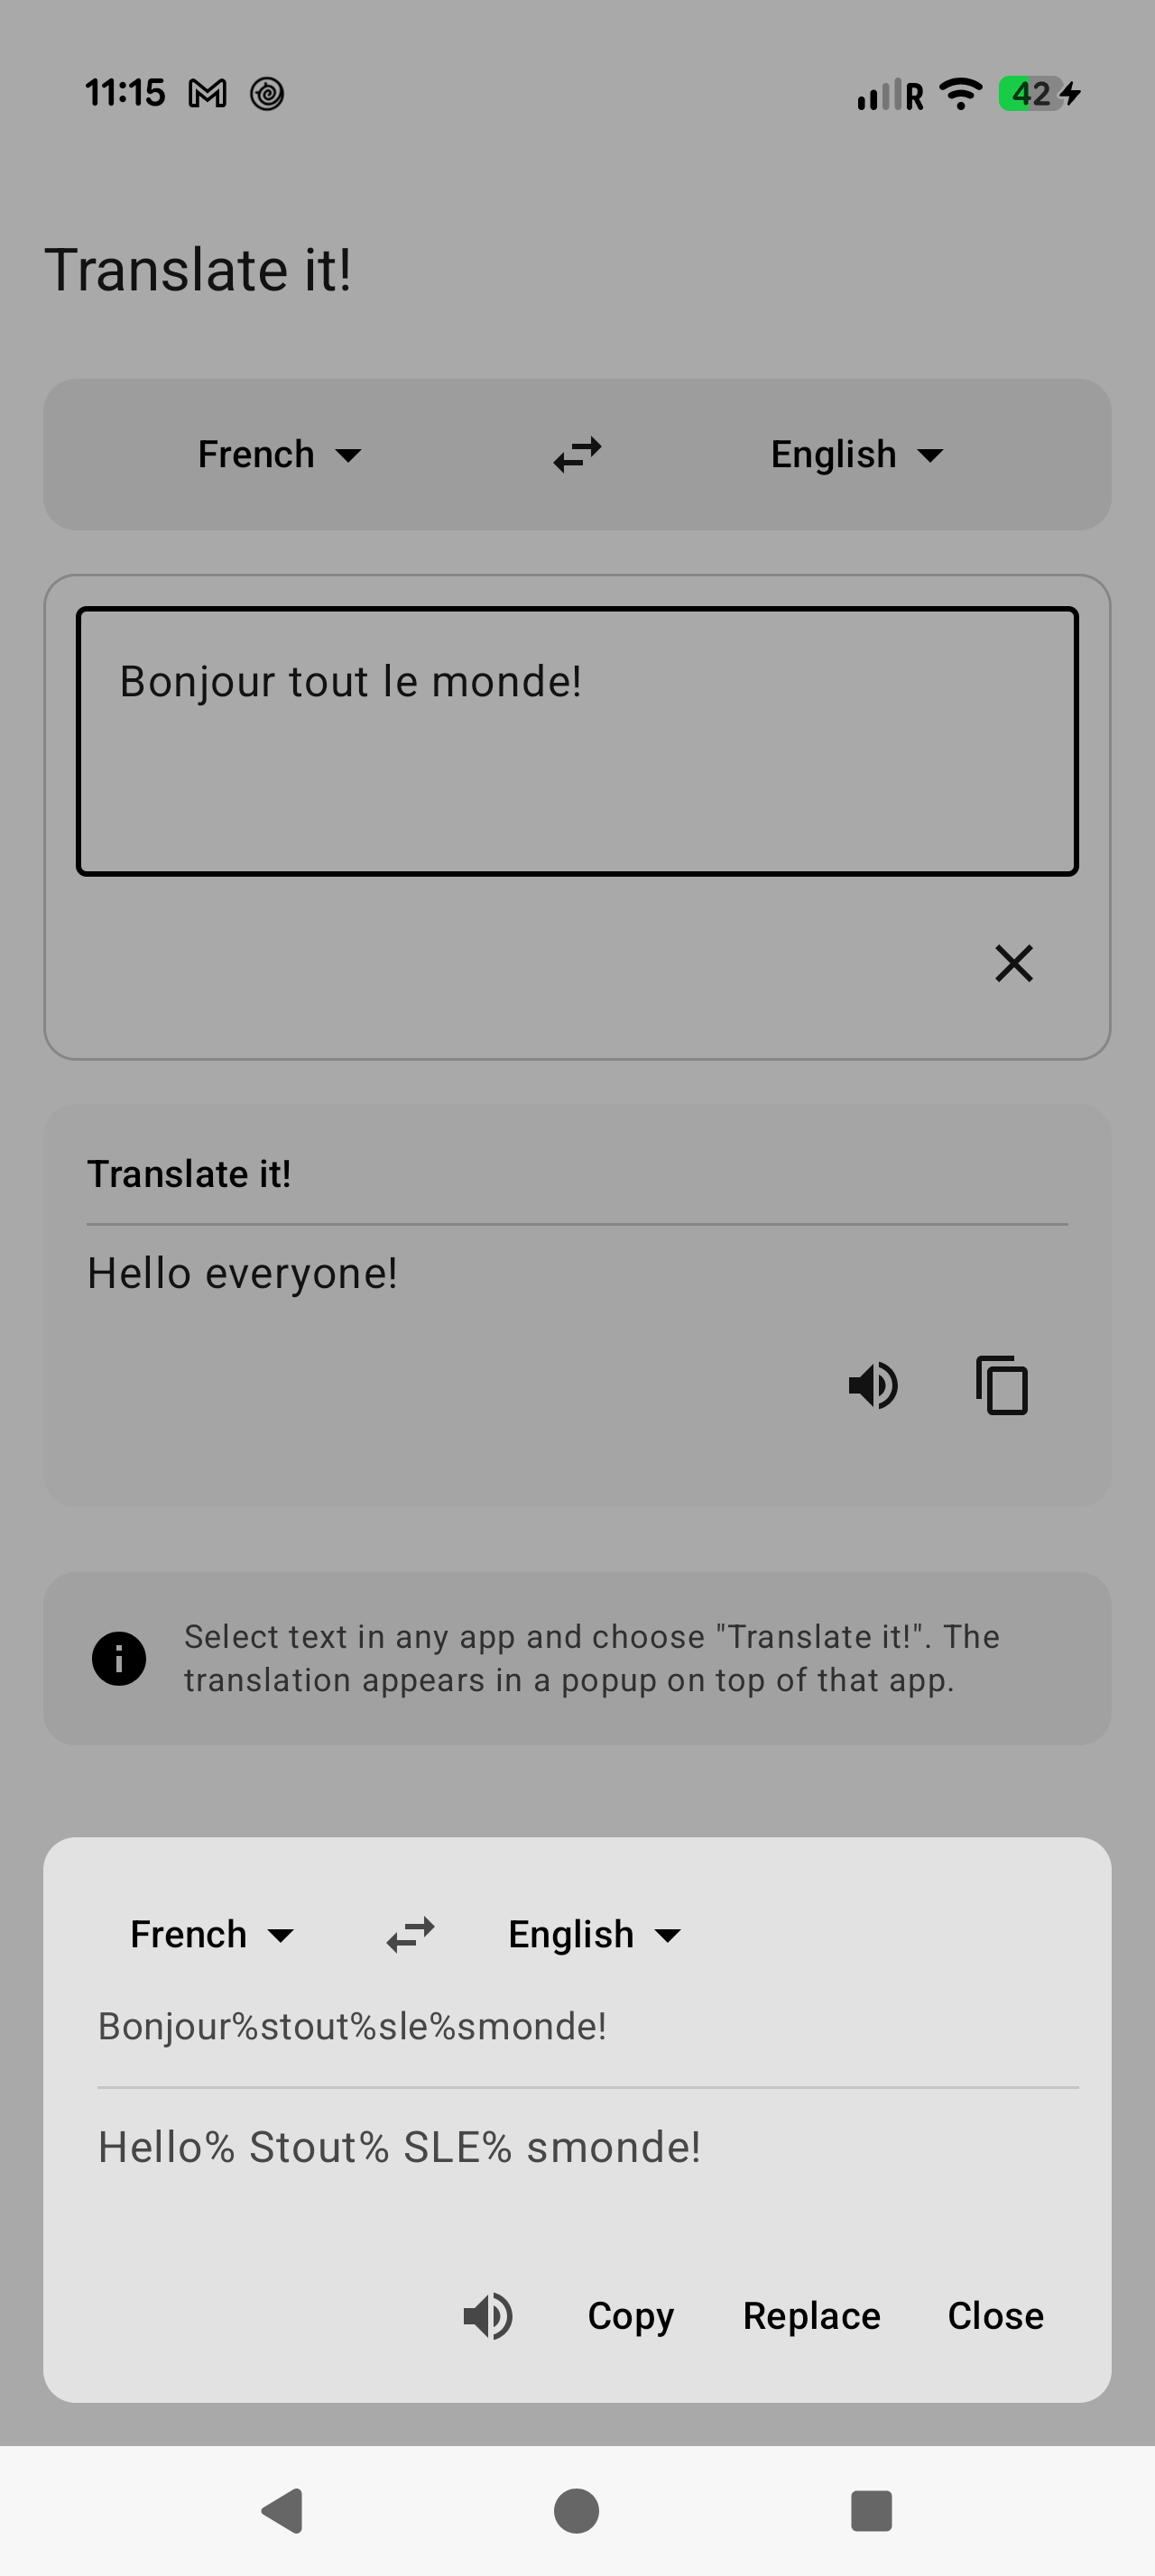 11:15 R 42
Translate it!
French English
Bonjour tout le monde!
Translate it!
Hello everyone!
Select text in any app and choose "Translate it!". The
translation appears in a popup on top of that app.
French English
Bonjour%stout%sle%smonde!
Hello% Stout% SLE% smonde!
Copy Replace Close